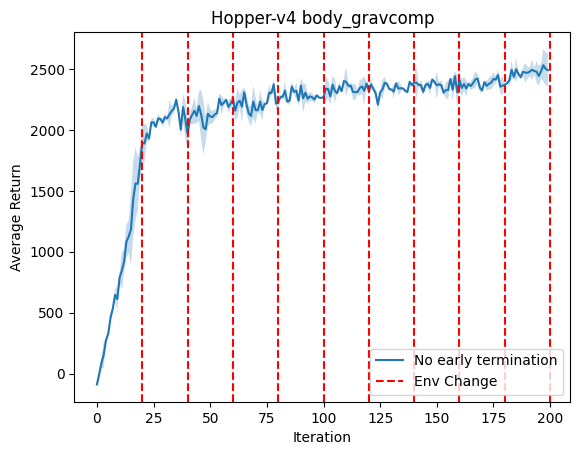 Hopper-v4 body_gravcomp
Average Return
2500
2000
1500
1000
500
0
0 25 50 75 100 125 150 175 200
Iteration
No early termination
Env Change